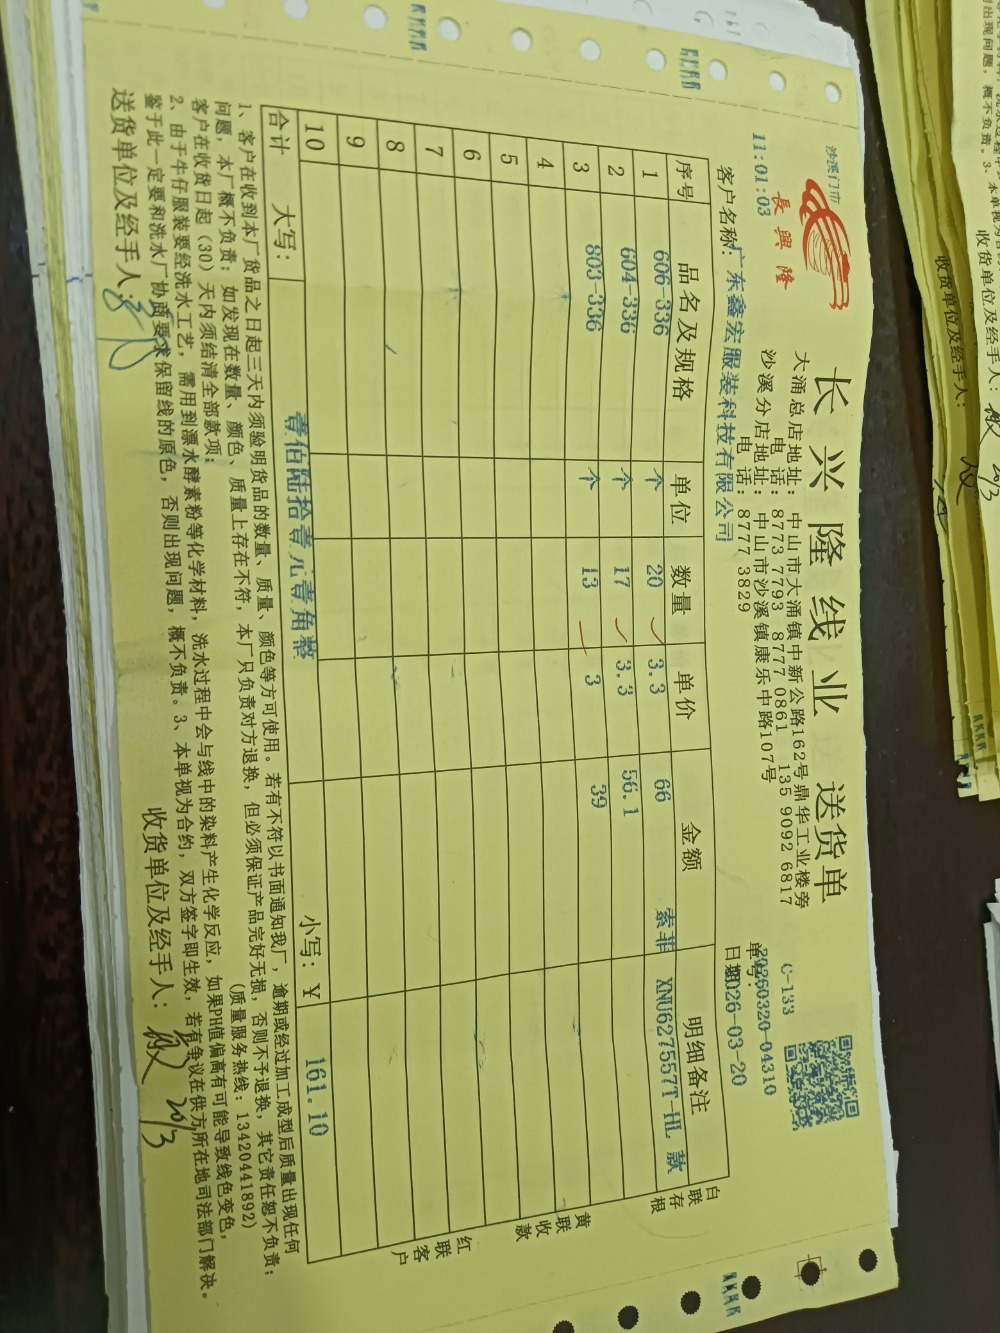 沙溪门市
長興隆
11:01:03
长兴隆线业 送货单
大涌总店地址: 中山市大涌镇中新公路162号鼎华工业楼旁
电 话: 8773 7793 8777 0861 135 9092 6817
沙溪分店地址: 中山市沙溪镇康乐中路107号
电 话: 8777 3829
C-133
单号: 20260320-04310
日期: 2026-03-20
客户名称: 广东鑫宏服装科技有限公司
序号 品名及规格 单位 数量 单价 金额 明细备注
1 606-336 个 20 3.3 66 索菲 XNU627557T-HL 款
2 604-336 个 17 3.3 56.1
3 803-336 个 13 3 39
4
5
6
7
8
9
10
合计 大写: 壹佰陆拾壹元壹角整 小写: ¥ 161.10
白联存根
黄联收款
红联客户
1、客户在收到本厂货品之日起三天内须验明货品的数量、质量、颜色等方可使用。若有不符以书面通知我厂,逾期或经过加工成型后质量出现任何
问题,本厂概不负责;如发现在数量、颜色、质量上存在不符,本厂只负责对方退换,但必须保证产品完好无损,否则不予退换,其它责任恕不负责;
客户在收货日起(30)天内须结清全部款项; (质量服务热线: 13420441892)
2、由于牛仔服装要经洗水工艺,需用到漂水酵素粉等化学材料,洗水过程中会与线中的染料产生化学反应,如果PH值偏高有可能导致线色变色,
鉴于此一定要和洗水厂协商要求保留线的原色,否则出现问题,概不负责。3、本单视为合约,双方签字即生效,若有争议在供方所在地司法部门解决。
送货单位及经手人:
收货单位及经手人: 20/3
收货单位及经手人: 20/3
收货单位及经手人: